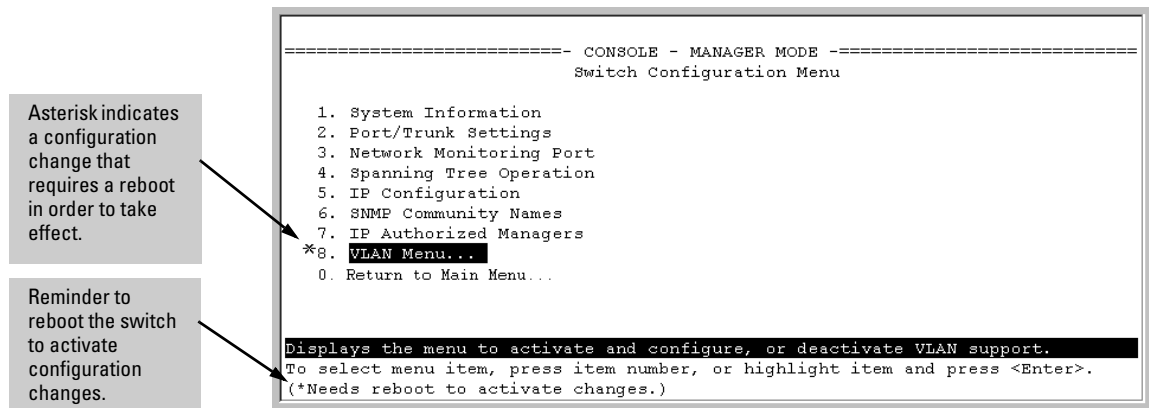 ==========================- CONSOLE - MANAGER MODE -============================
Switch Configuration Menu
1. System Information
2. Port/Trunk Settings
3. Network Monitoring Port
4. Spanning Tree Operation
5. IP Configuration
6. SNMP Community Names
7. IP Authorized Managers
*8. VLAN Menu...
0. Return to Main Menu...
Displays the menu to activate and configure, or deactivate VLAN support.
To select menu item, press item number, or highlight item and press <Enter>.
(*Needs reboot to activate changes.)
Asterisk indicates
a configuration
change that
requires a reboot
in order to take
effect.
Reminder to
reboot the switch
to activate
configuration
changes.